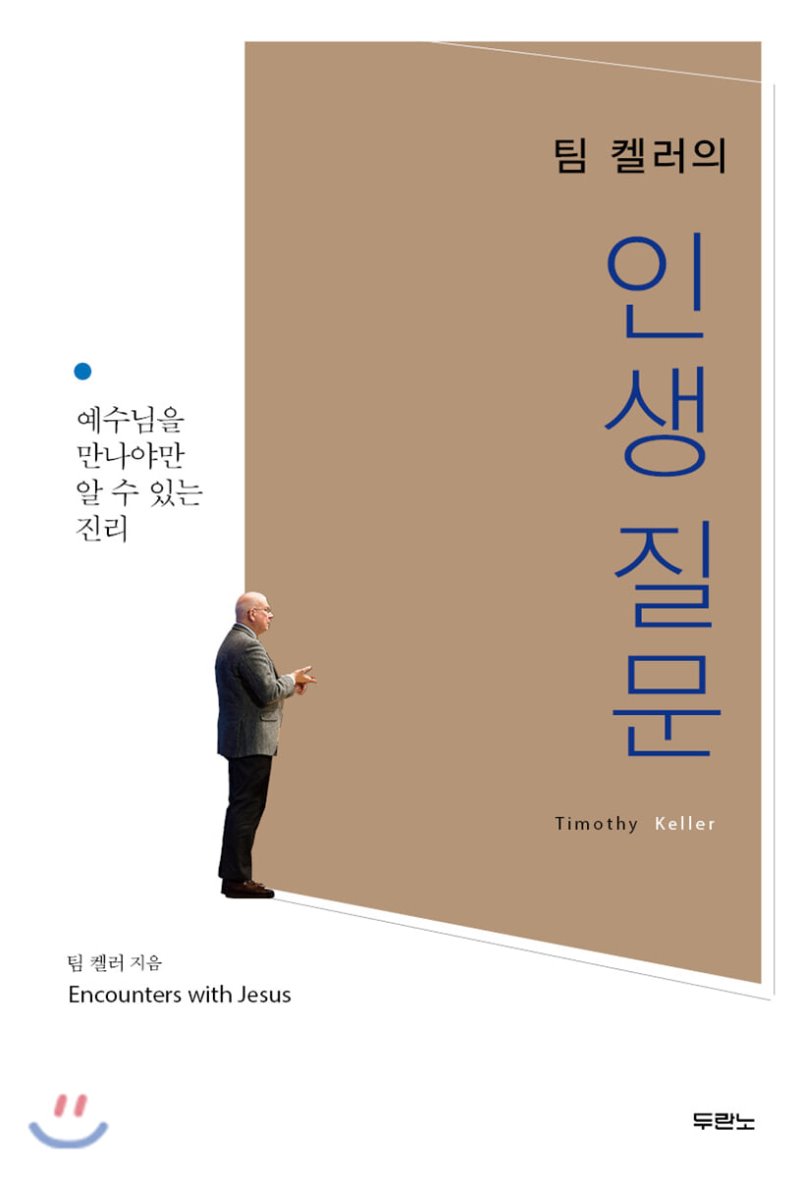 팀 켈러의
인생 질문
예수님을
만나야만
알 수 있는
진리
Timothy Keller
팀 켈러 지음
Encounters with Jesus
두란노